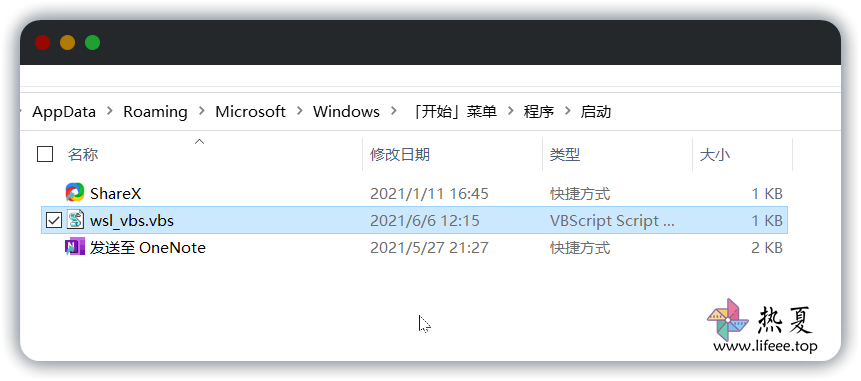 AppData > Roaming > Microsoft > Windows > 「开始」菜单 > 程序 > 启动
名称 修改日期 类型 大小
ShareX 2021/1/11 16:45 快捷方式 1 KB
wsl_vbs.vbs 2021/6/6 12:15 VBScript Script ... 1 KB
发送至 OneNote 2021/5/27 21:27 快捷方式 2 KB
热夏
www.lifeee.top